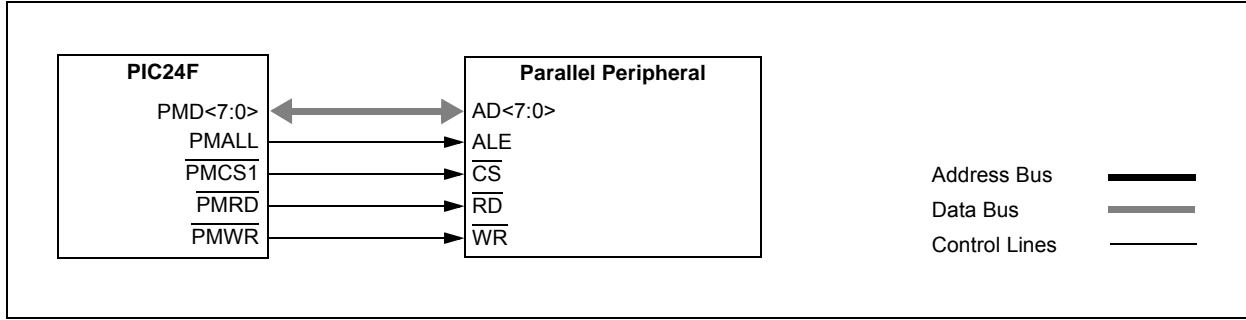 PIC24F
PMD<7:0>
PMALL
PMCS1
PMRD
PMWR
Parallel Peripheral
AD<7:0>
ALE
CS
RD
WR
Address Bus
Data Bus
Control Lines